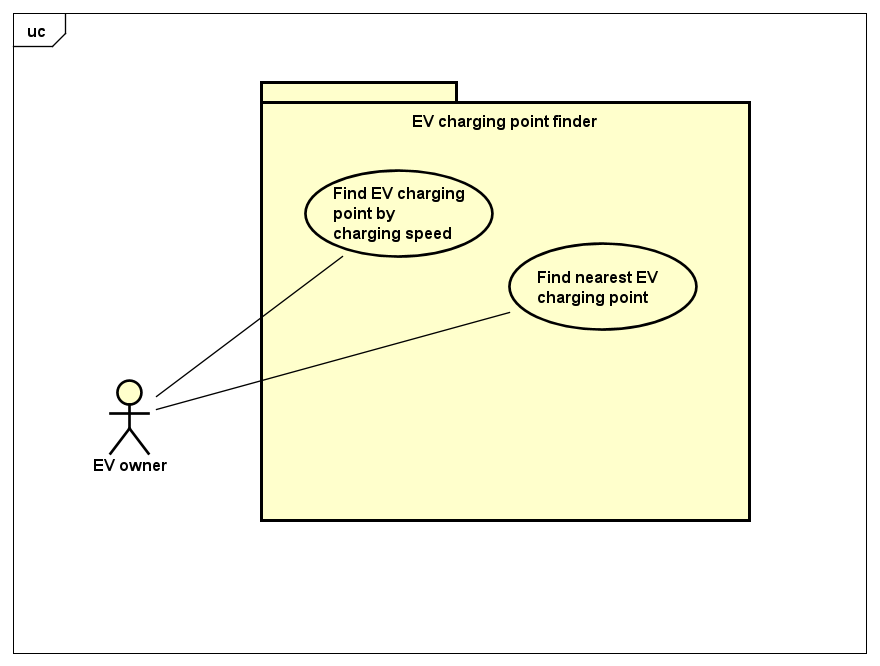 uc
EV charging point finder
Find EV charging
point by
charging speed
Find nearest EV
charging point
EV owner